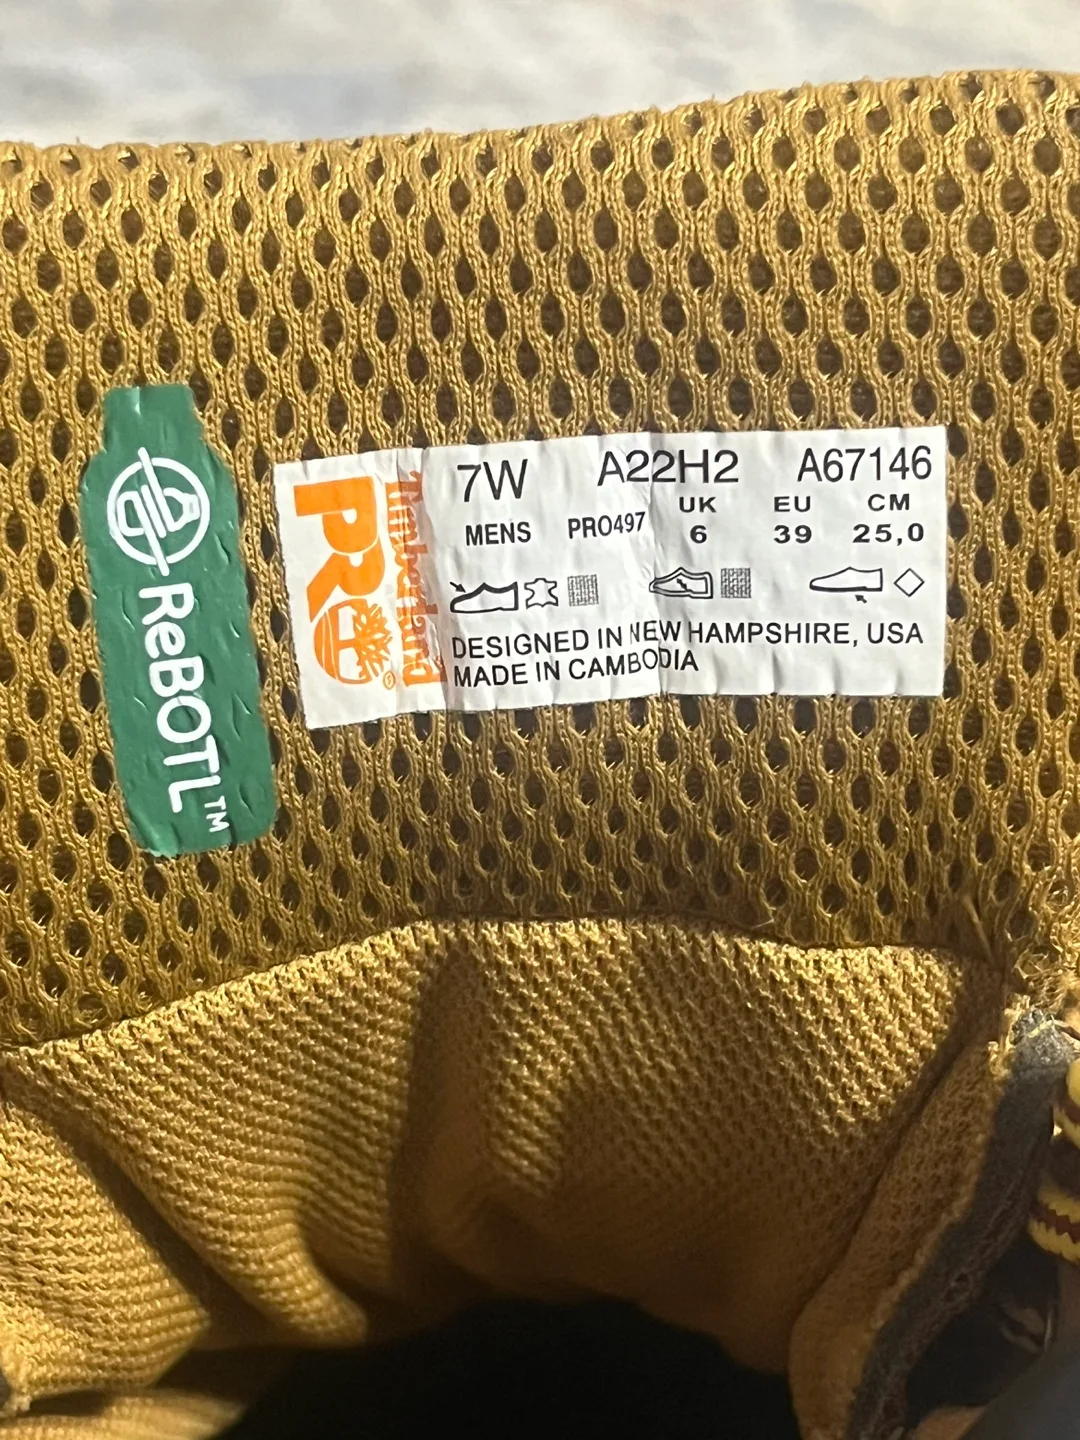 ReBOTL™
PRO
Timberland
©
7W A22H2 A67146
MENS PRO497 UK EU CM
6 39 25,0
DESIGNED IN NEW HAMPSHIRE, USA
MADE IN CAMBODIA